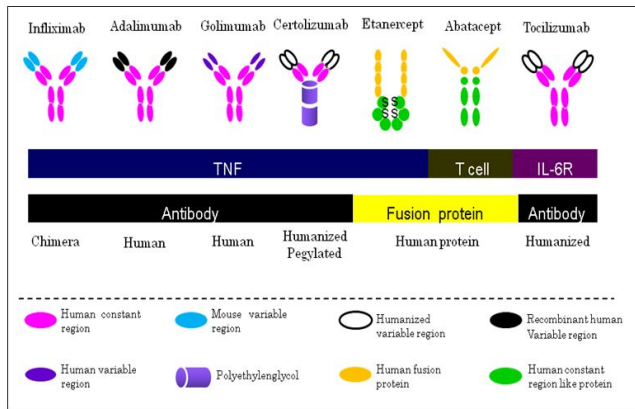 Infliximab Adalimumab Golimumab Certolizumab Etanercept Abatacept Tocilizumab
S S
S S
TNF T cell IL-6R
Antibody Fusion protein Antibody
Chimera Human Human Humanized Pegylated Human protein Humanized
Human constant region
Mouse variable region
Humanized variable region
Recombinant human Variable region
Human variable region
Polyethylenglycol
Human fusion protein
Human constant region like protein